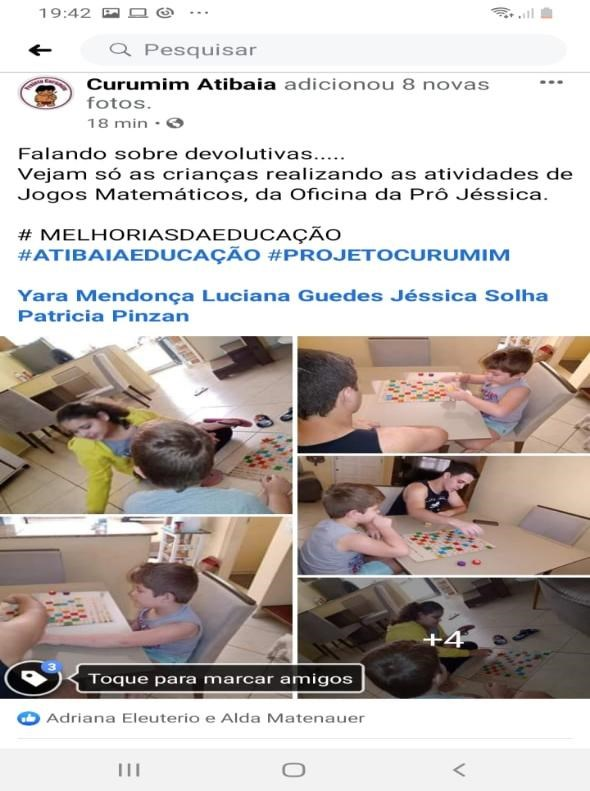 19:42
Pesquisar
Curumim Atibaia adicionou 8 novas
fotos.
18 min
Falando sobre devolutivas.....
Vejam só as crianças realizando as atividades de
Jogos Matemáticos, da Oficina da Prô Jéssica.
# MELHORIASDAEDUCAÇÃO
#ATIBAIAEDUCAÇÃO #PROJETOCURUMIM
Yara Mendonça Luciana Guedes Jéssica Solha
Patricia Pinzan
+4
3
Toque para marcar amigos
Adriana Eleuterio e Alda Matenauer